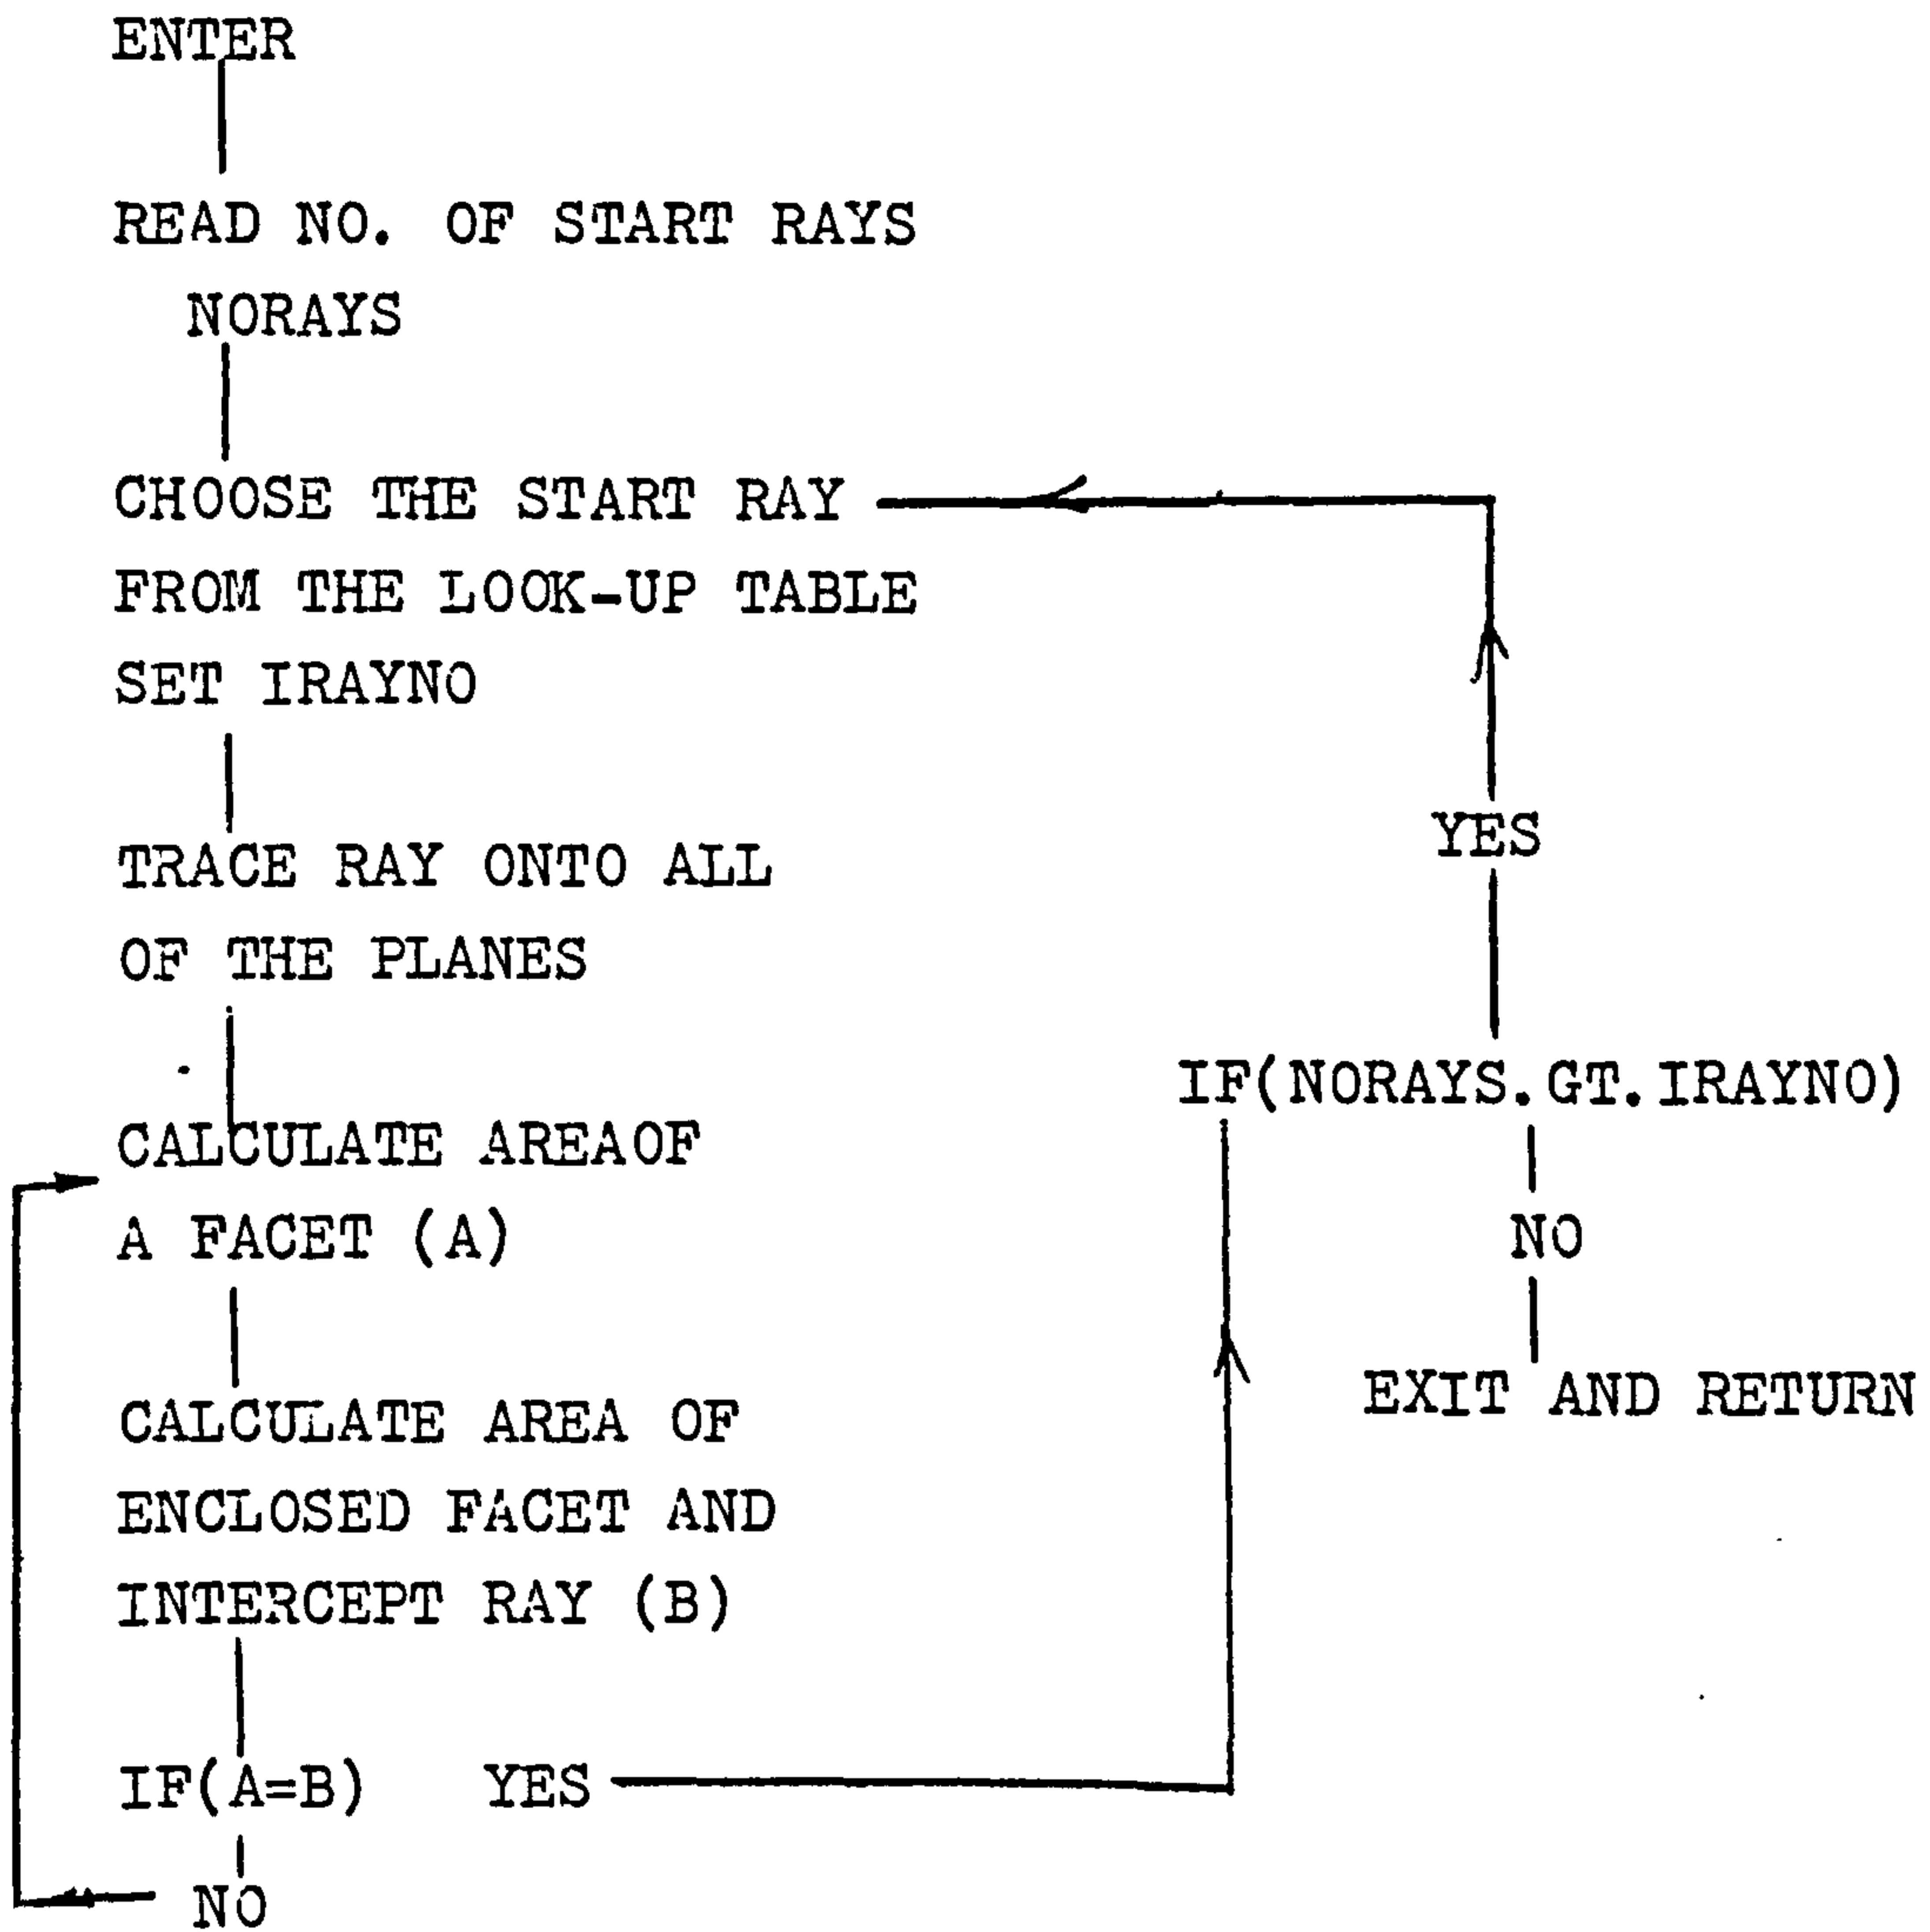 ENTER
READ NO. OF START RAYS
NORAYS
CHOOSE THE START RAY
FROM THE LOOK-UP TABLE
SET IRAYNO
TRACE RAY ONTO ALL
OF THE PLANES
CALCULATE AREAOF
A FACET (A)
CALCULATE AREA OF
ENCLOSED FACET AND
INTERCEPT RAY (B)
IF(A=B) YES
NO
YES
IF(NORAYS.GT.IRAYNO)
NO
EXIT AND RETURN